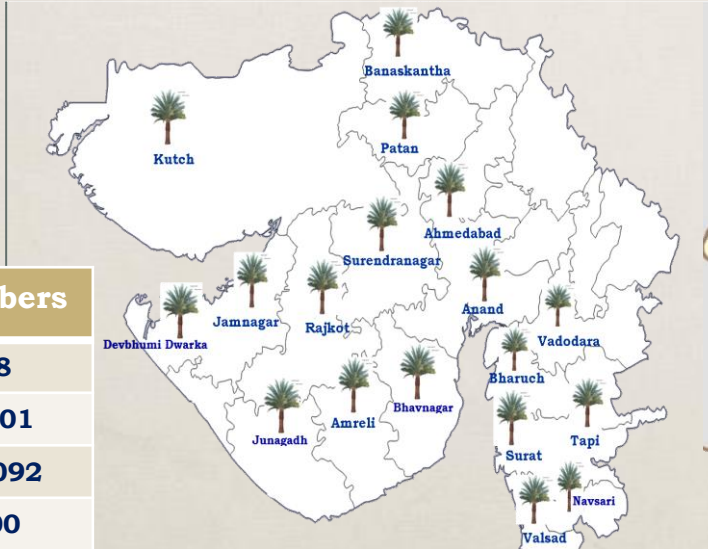 Banaskantha
Kutch
Patan
Ahmedabad
Surendranagar
Anand
Jamnagar
Rajkot
Vadodara
Devbhumi Dwarka
Bharuch
Bhavnagar
Amreli
Junagadh
Surat
Tapi
Navsari
Valsad
bers
8
01
092
00